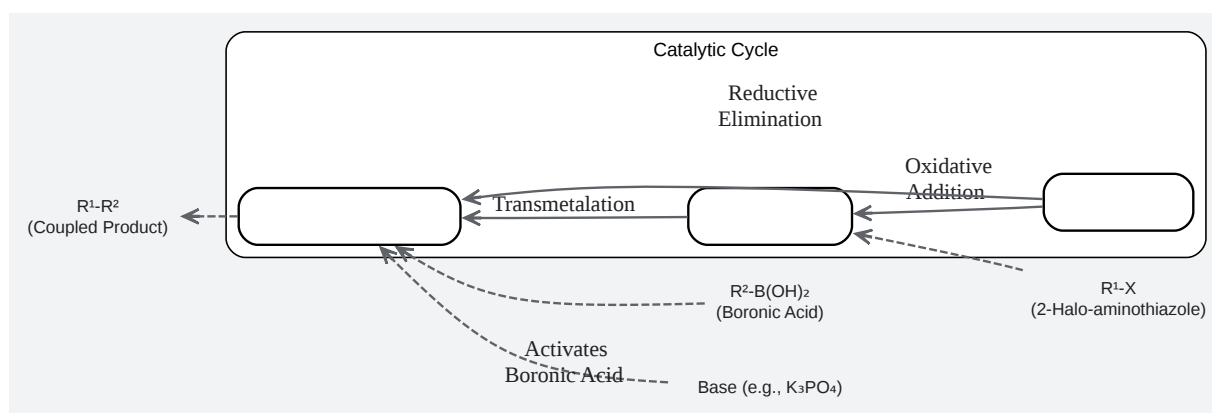 Catalytic Cycle
Reductive
Elimination
Oxidative
Addition
Transmetalation
R¹-R²
(Coupled Product)
R²-B(OH)₂
(Boronic Acid)
R¹-X
(2-Halo-aminothiazole)
Activates
Boronic Acid
Base (e.g., K₃PO₄)